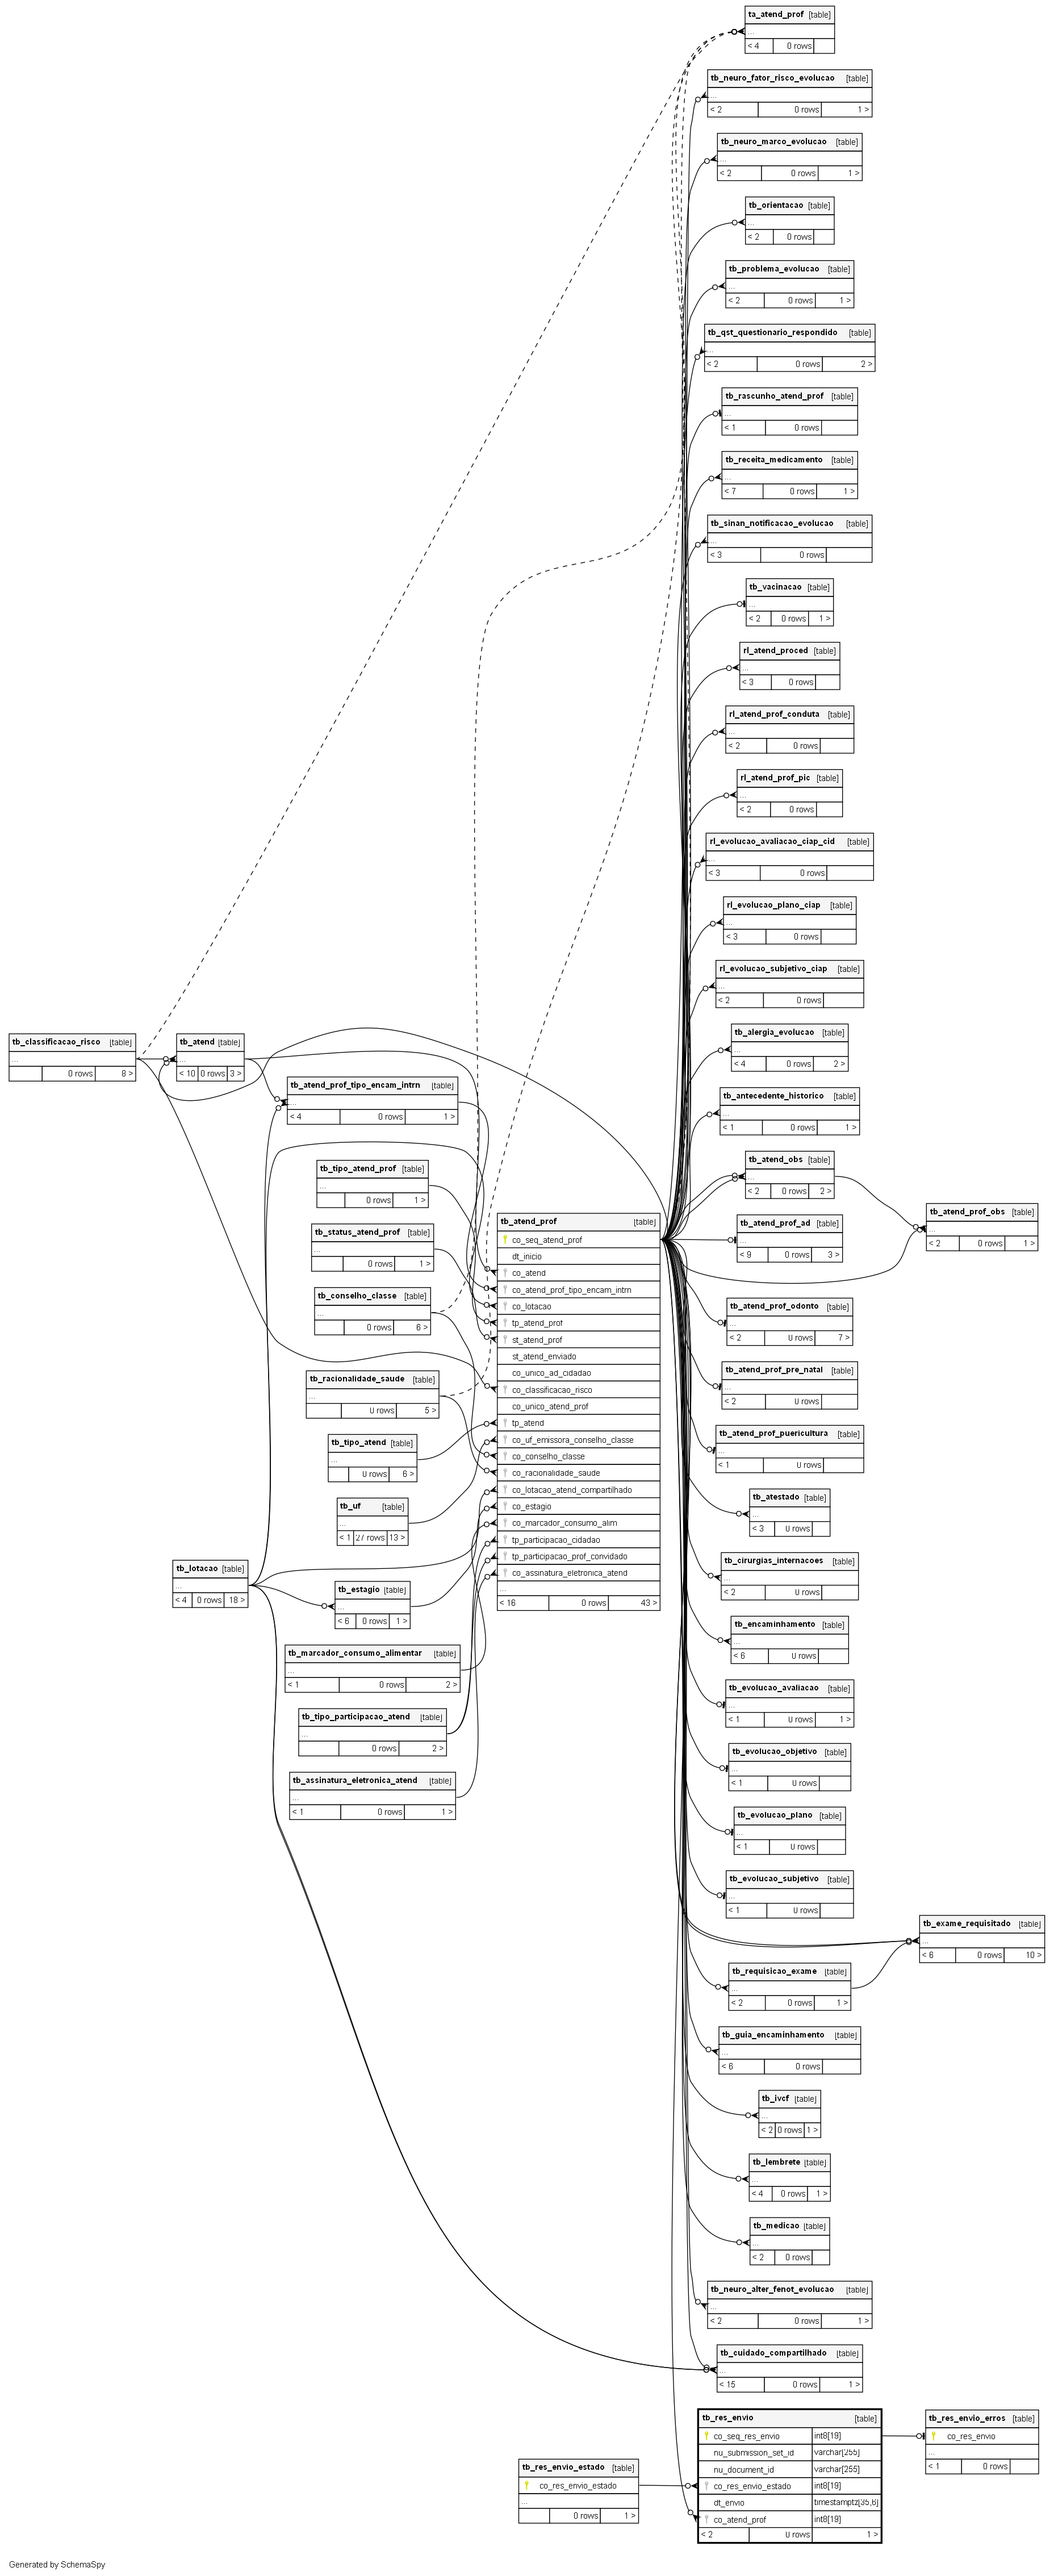 ta_atend_prof [table]
...
< 4 0 rows
tb_neuro_fator_risco_evolucao [table]
...
< 2 0 rows 1 >
tb_neuro_marco_evolucao [table]
...
< 2 0 rows 1 >
tb_orientacao [table]
...
< 2 0 rows
tb_problema_evolucao [table]
...
< 2 0 rows 1 >
tb_qst_questionario_respondido [table]
...
< 2 0 rows 2 >
tb_rascunho_atend_prof [table]
...
< 1 0 rows
tb_receita_medicamento [table]
...
< 7 0 rows 1 >
tb_sinan_notificacao_evolucao [table]
...
< 3 0 rows
tb_vacinacao [table]
...
< 2 0 rows 1 >
rl_atend_proced [table]
...
< 3 0 rows
rl_atend_prof_conduta [table]
...
< 2 0 rows
rl_atend_prof_pic [table]
...
< 2 0 rows
rl_evolucao_avaliacao_ciap_cid [table]
...
< 3 0 rows
rl_evolucao_plano_ciap [table]
...
< 3 0 rows
rl_evolucao_subjetivo_ciap [table]
...
< 2 0 rows
tb_alergia_evolucao [table]
...
< 4 0 rows 2 >
tb_antecedente_historico [table]
...
< 1 0 rows 1 >
tb_atend_obs [table]
...
< 2 0 rows 2 >
tb_atend_prof_obs [table]
...
< 2 0 rows 1 >
tb_atend_prof_ad [table]
...
< 9 0 rows 3 >
tb_atend_prof_odonto [table]
...
< 2 0 rows 7 >
tb_atend_prof_pre_natal [table]
...
< 2 0 rows
tb_atend_prof_puericultura [table]
...
< 1 0 rows
tb_atestado [table]
...
< 3 0 rows
tb_cirurgias_internacoes [table]
...
< 2 0 rows
tb_encaminhamento [table]
...
< 6 0 rows
tb_evolucao_avaliacao [table]
...
< 1 0 rows 1 >
tb_evolucao_objetivo [table]
...
< 1 0 rows
tb_evolucao_plano [table]
...
< 1 0 rows
tb_evolucao_subjetivo [table]
...
< 1 0 rows
tb_exame_requisitado [table]
...
< 6 0 rows 10 >
tb_requisicao_exame [table]
...
< 2 0 rows 1 >
tb_guia_encaminhamento [table]
...
< 6 0 rows
tb_ivcf [table]
...
< 2 0 rows 1 >
tb_lembrete [table]
...
< 4 0 rows 1 >
tb_medicao [table]
...
< 2 0 rows
tb_neuro_alter_fenot_evolucao [table]
...
< 2 0 rows 1 >
tb_cuidado_compartilhado [table]
...
< 15 0 rows 1 >
tb_classificacao_risco [table]
...
0 rows 8 >
tb_atend [table]
...
< 10 0 rows 3 >
tb_atend_prof_tipo_encam_intrn [table]
...
< 4 0 rows 1 >
tb_tipo_atend_prof [table]
...
0 rows 1 >
tb_status_atend_prof [table]
...
0 rows 1 >
tb_conselho_classe [table]
...
0 rows 6 >
tb_racionalidade_saude [table]
...
0 rows 5 >
tb_tipo_atend [table]
...
0 rows 6 >
tb_uf [table]
...
< 1 27 rows 13 >
tb_lotacao [table]
...
< 4 0 rows 18 >
tb_estagio [table]
...
< 6 0 rows 1 >
tb_marcador_consumo_alimentar [table]
...
< 1 0 rows 2 >
tb_tipo_participacao_atend [table]
...
0 rows 2 >
tb_assinatura_eletronica_atend [table]
...
< 1 0 rows 1 >
tb_atend_prof [table]
co_seq_atend_prof
dt_inicio
co_atend
co_atend_prof_tipo_encam_intrn
co_lotacao
tp_atend_prof
st_atend_prof
st_atend_enviado
co_unico_ad_cidadao
co_classificacao_risco
co_unico_atend_prof
tp_atend
co_uf_emissora_conselho_classe
co_conselho_classe
co_racionalidade_saude
co_lotacao_atend_compartilhado
co_estagio
co_marcador_consumo_alim
tp_participacao_cidadao
tp_participacao_prof_convidado
co_assinatura_eletronica_atend
...
< 16 0 rows 43 >
tb_res_envio [table]
co_seq_res_envio int8[19]
nu_submission_set_id varchar[255]
nu_document_id varchar[255]
co_res_envio_estado int8[19]
dt_envio timestamptz[35,6]
co_atend_prof int8[19]
< 2 0 rows 1 >
tb_res_envio_erros [table]
co_res_envio
...
< 1 0 rows
tb_res_envio_estado [table]
co_res_envio_estado
...
0 rows 1 >
Generated by SchemaSpy